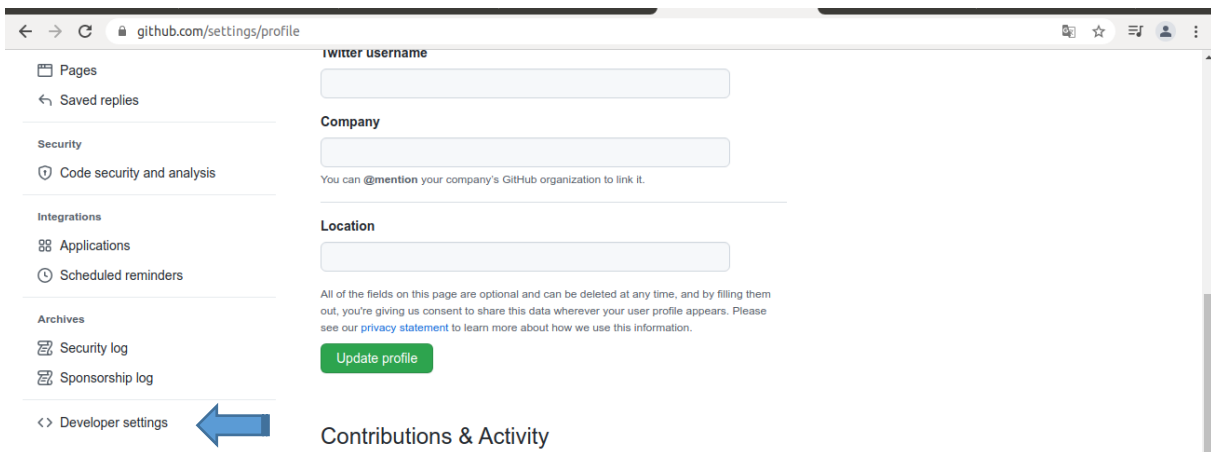 github.com/settings/profile
Pages
Saved replies
Security
Code security and analysis
Integrations
Applications
Scheduled reminders
Archives
Security log
Sponsorship log
Developer settings
Twitter username
Company
You can @mention your company's GitHub organization to link it.
Location
All of the fields on this page are optional and can be deleted at any time, and by filling them
out, you're giving us consent to share this data wherever your user profile appears. Please
see our privacy statement to learn more about how we use this information.
Update profile
Contributions & Activity